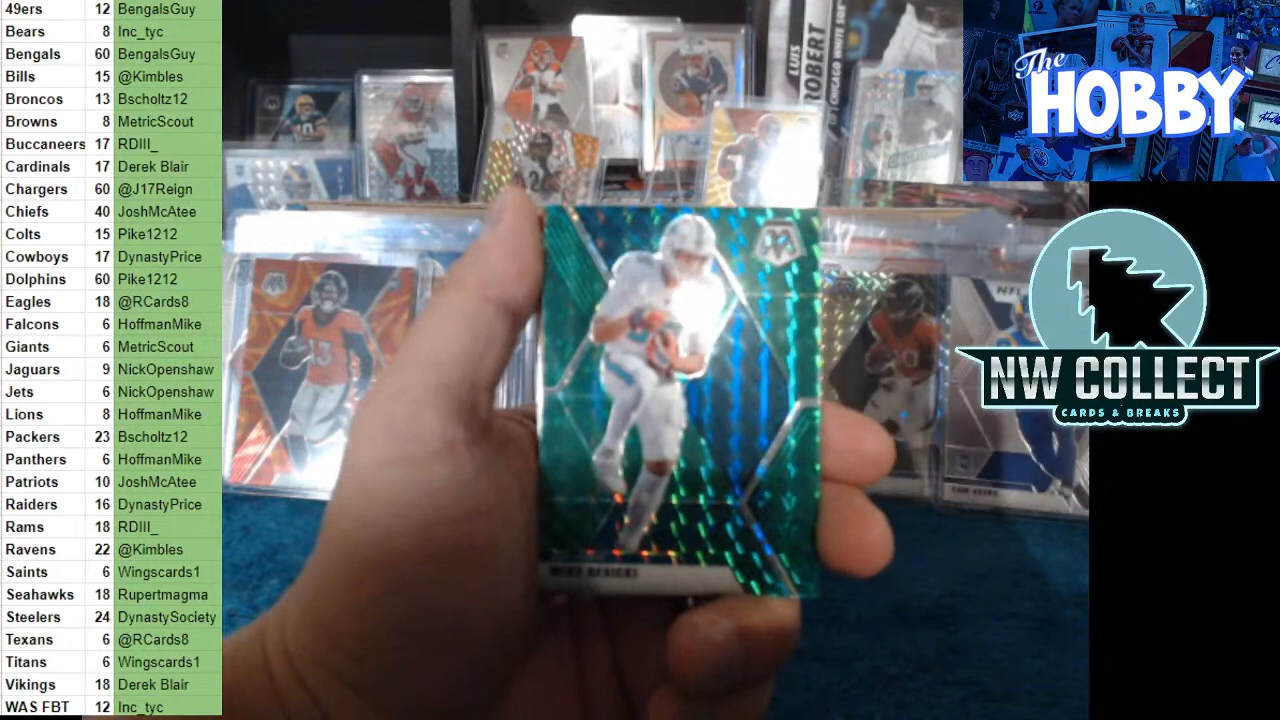 49ers 12 BengalsGuy
Bears 8 Inc_tyc
Bengals 60 BengalsGuy
Bills 15 @Kimbles
Broncos 13 Bscholtz12
Browns 8 MetricScout
Buccaneers 17 RDIII_
Cardinals 17 Derek Blair
Chargers 60 @J17Reign
Chiefs 40 JoshMcAtee
Colts 15 Pike1212
Cowboys 17 DynastyPrice
Dolphins 60 Pike1212
Eagles 18 @RCards8
Falcons 6 HoffmanMike
Giants 6 MetricScout
Jaguars 9 NickOpenshaw
Jets 6 NickOpenshaw
Lions 8 HoffmanMike
Packers 23 Bscholtz12
Panthers 6 HoffmanMike
Patriots 10 JoshMcAtee
Raiders 16 DynastyPrice
Rams 18 RDIII_
Ravens 22 @Kimbles
Saints 6 Wingscards1
Seahawks 18 Rupertmagma
Steelers 24 DynastySociety
Texans 6 @RCards8
Titans 6 Wingscards1
Vikings 18 Derek Blair
WAS FBT 12 Inc_tyc
LUIS
ROBERT
CHICAGO WHITE SOX
The
HOBBY
NW COLLECT
CARDS & BREAKS
M
13
NFL
MIKE GESICKI